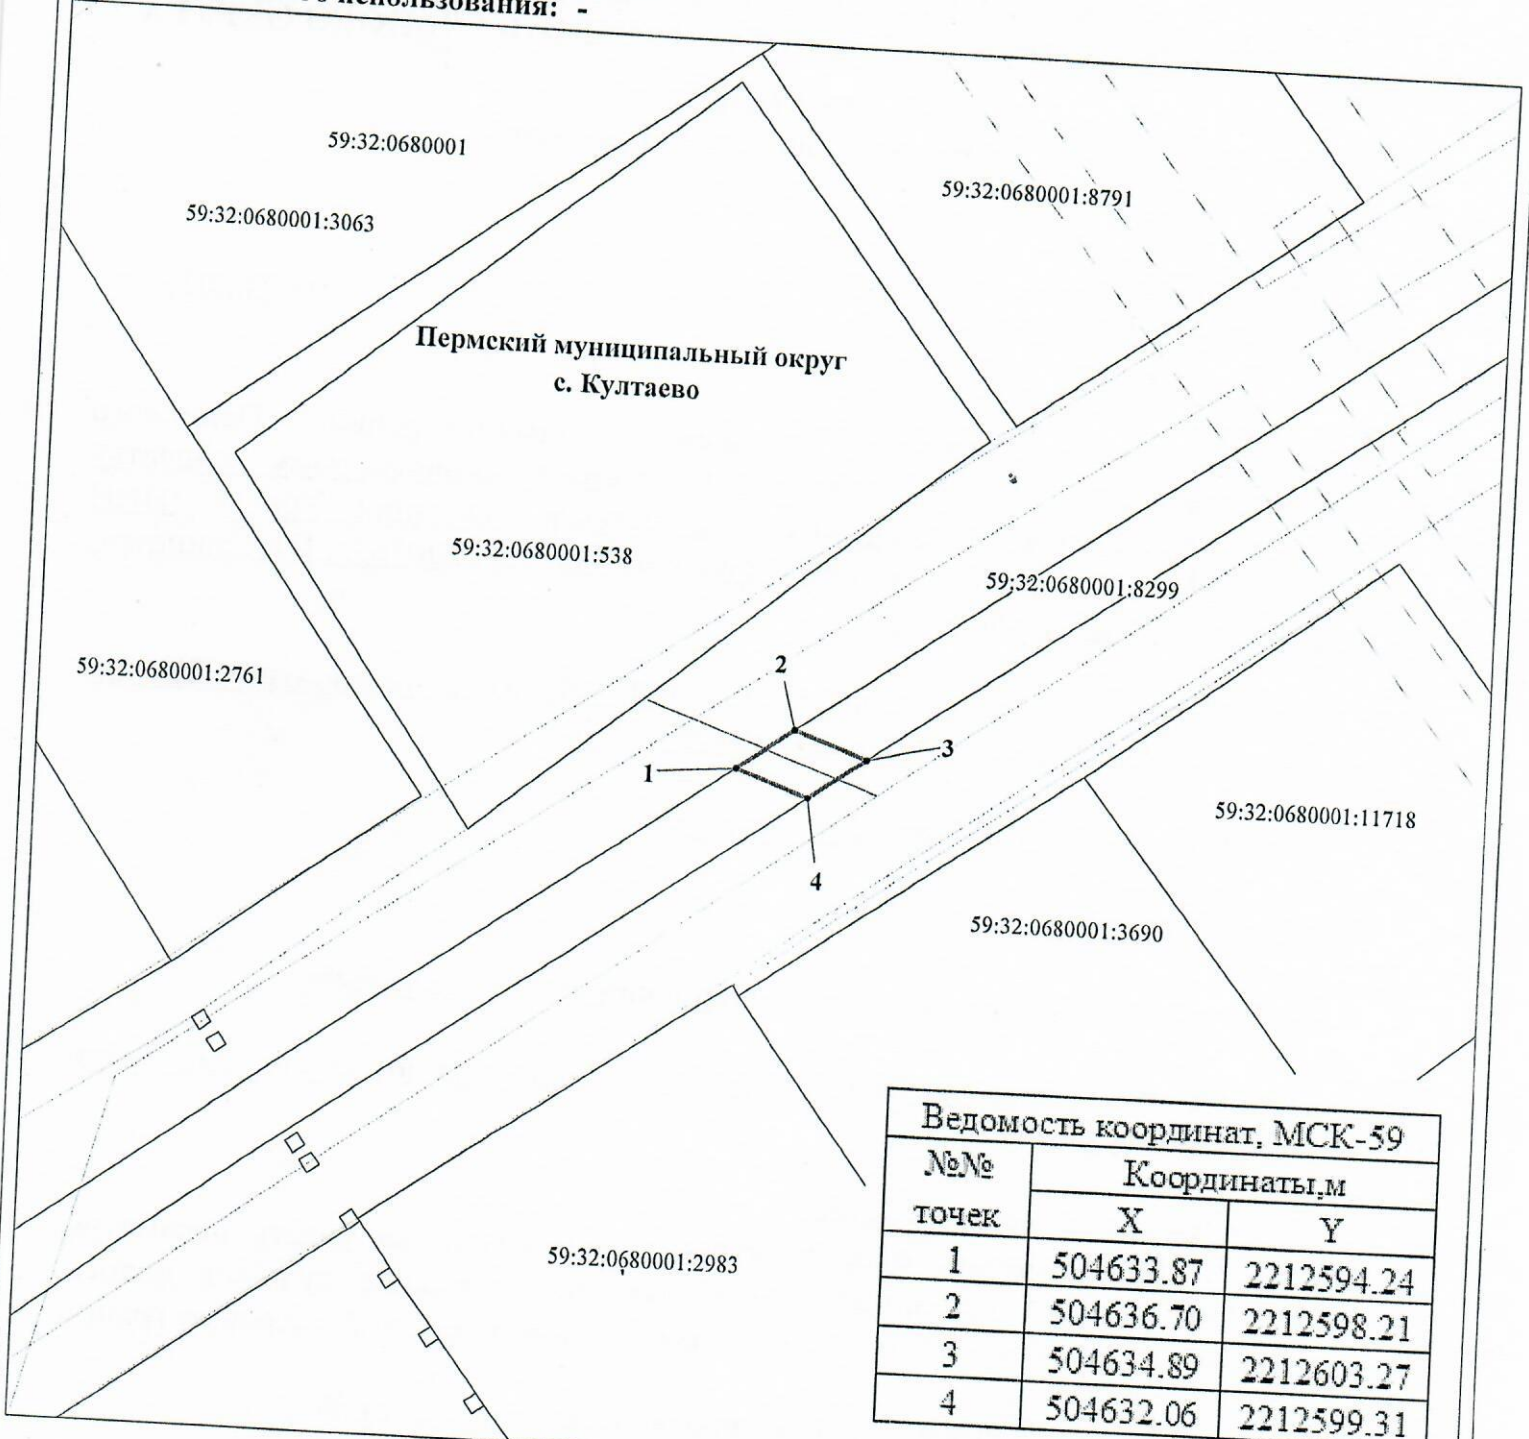 использования: -
59:32:0680001
59:32:0680001:8791
59:32:0680001:3063
Пермский муниципальный округ
с. Култаево
59:32:0680001:538
59:32:0680001:8299
59:32:0680001:2761
2
3
1
4
59:32:0680001:11718
59:32:0680001:3690
59:32:0680001:2983
Ведомость координат, МСК-59
№№ точек Координаты,м
X Y
1 504633.87 2212594.24
2 504636.70 2212598.21
3 504634.89 2212603.27
4 504632.06 2212599.31